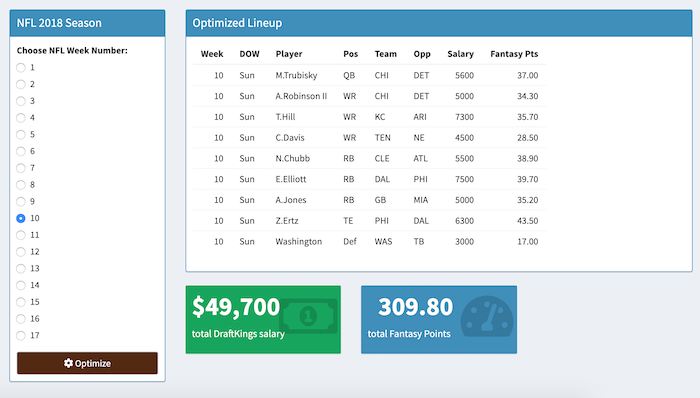 NFL 2018 Season
Choose NFL Week Number:
1
2
3
4
5
6
7
8
9
10
11
12
13
14
15
16
17
Optimize
Optimized Lineup
Week DOW Player Pos Team Opp Salary Fantasy Pts
10 Sun M.Trubisky QB CHI DET 5600 37.00
10 Sun A.Robinson II WR CHI DET 5000 34.30
10 Sun T.Hill WR KC ARI 7300 35.70
10 Sun C.Davis WR TEN NE 4500 28.50
10 Sun N.Chubb RB CLE ATL 5500 38.90
10 Sun E.Elliott RB DAL PHI 7500 39.70
10 Sun A.Jones RB GB MIA 5000 35.20
10 Sun Z.Ertz TE PHI DAL 6300 43.50
10 Sun Washington Def WAS TB 3000 17.00
$49,700
total DraftKings salary
1
309.80
total Fantasy Points